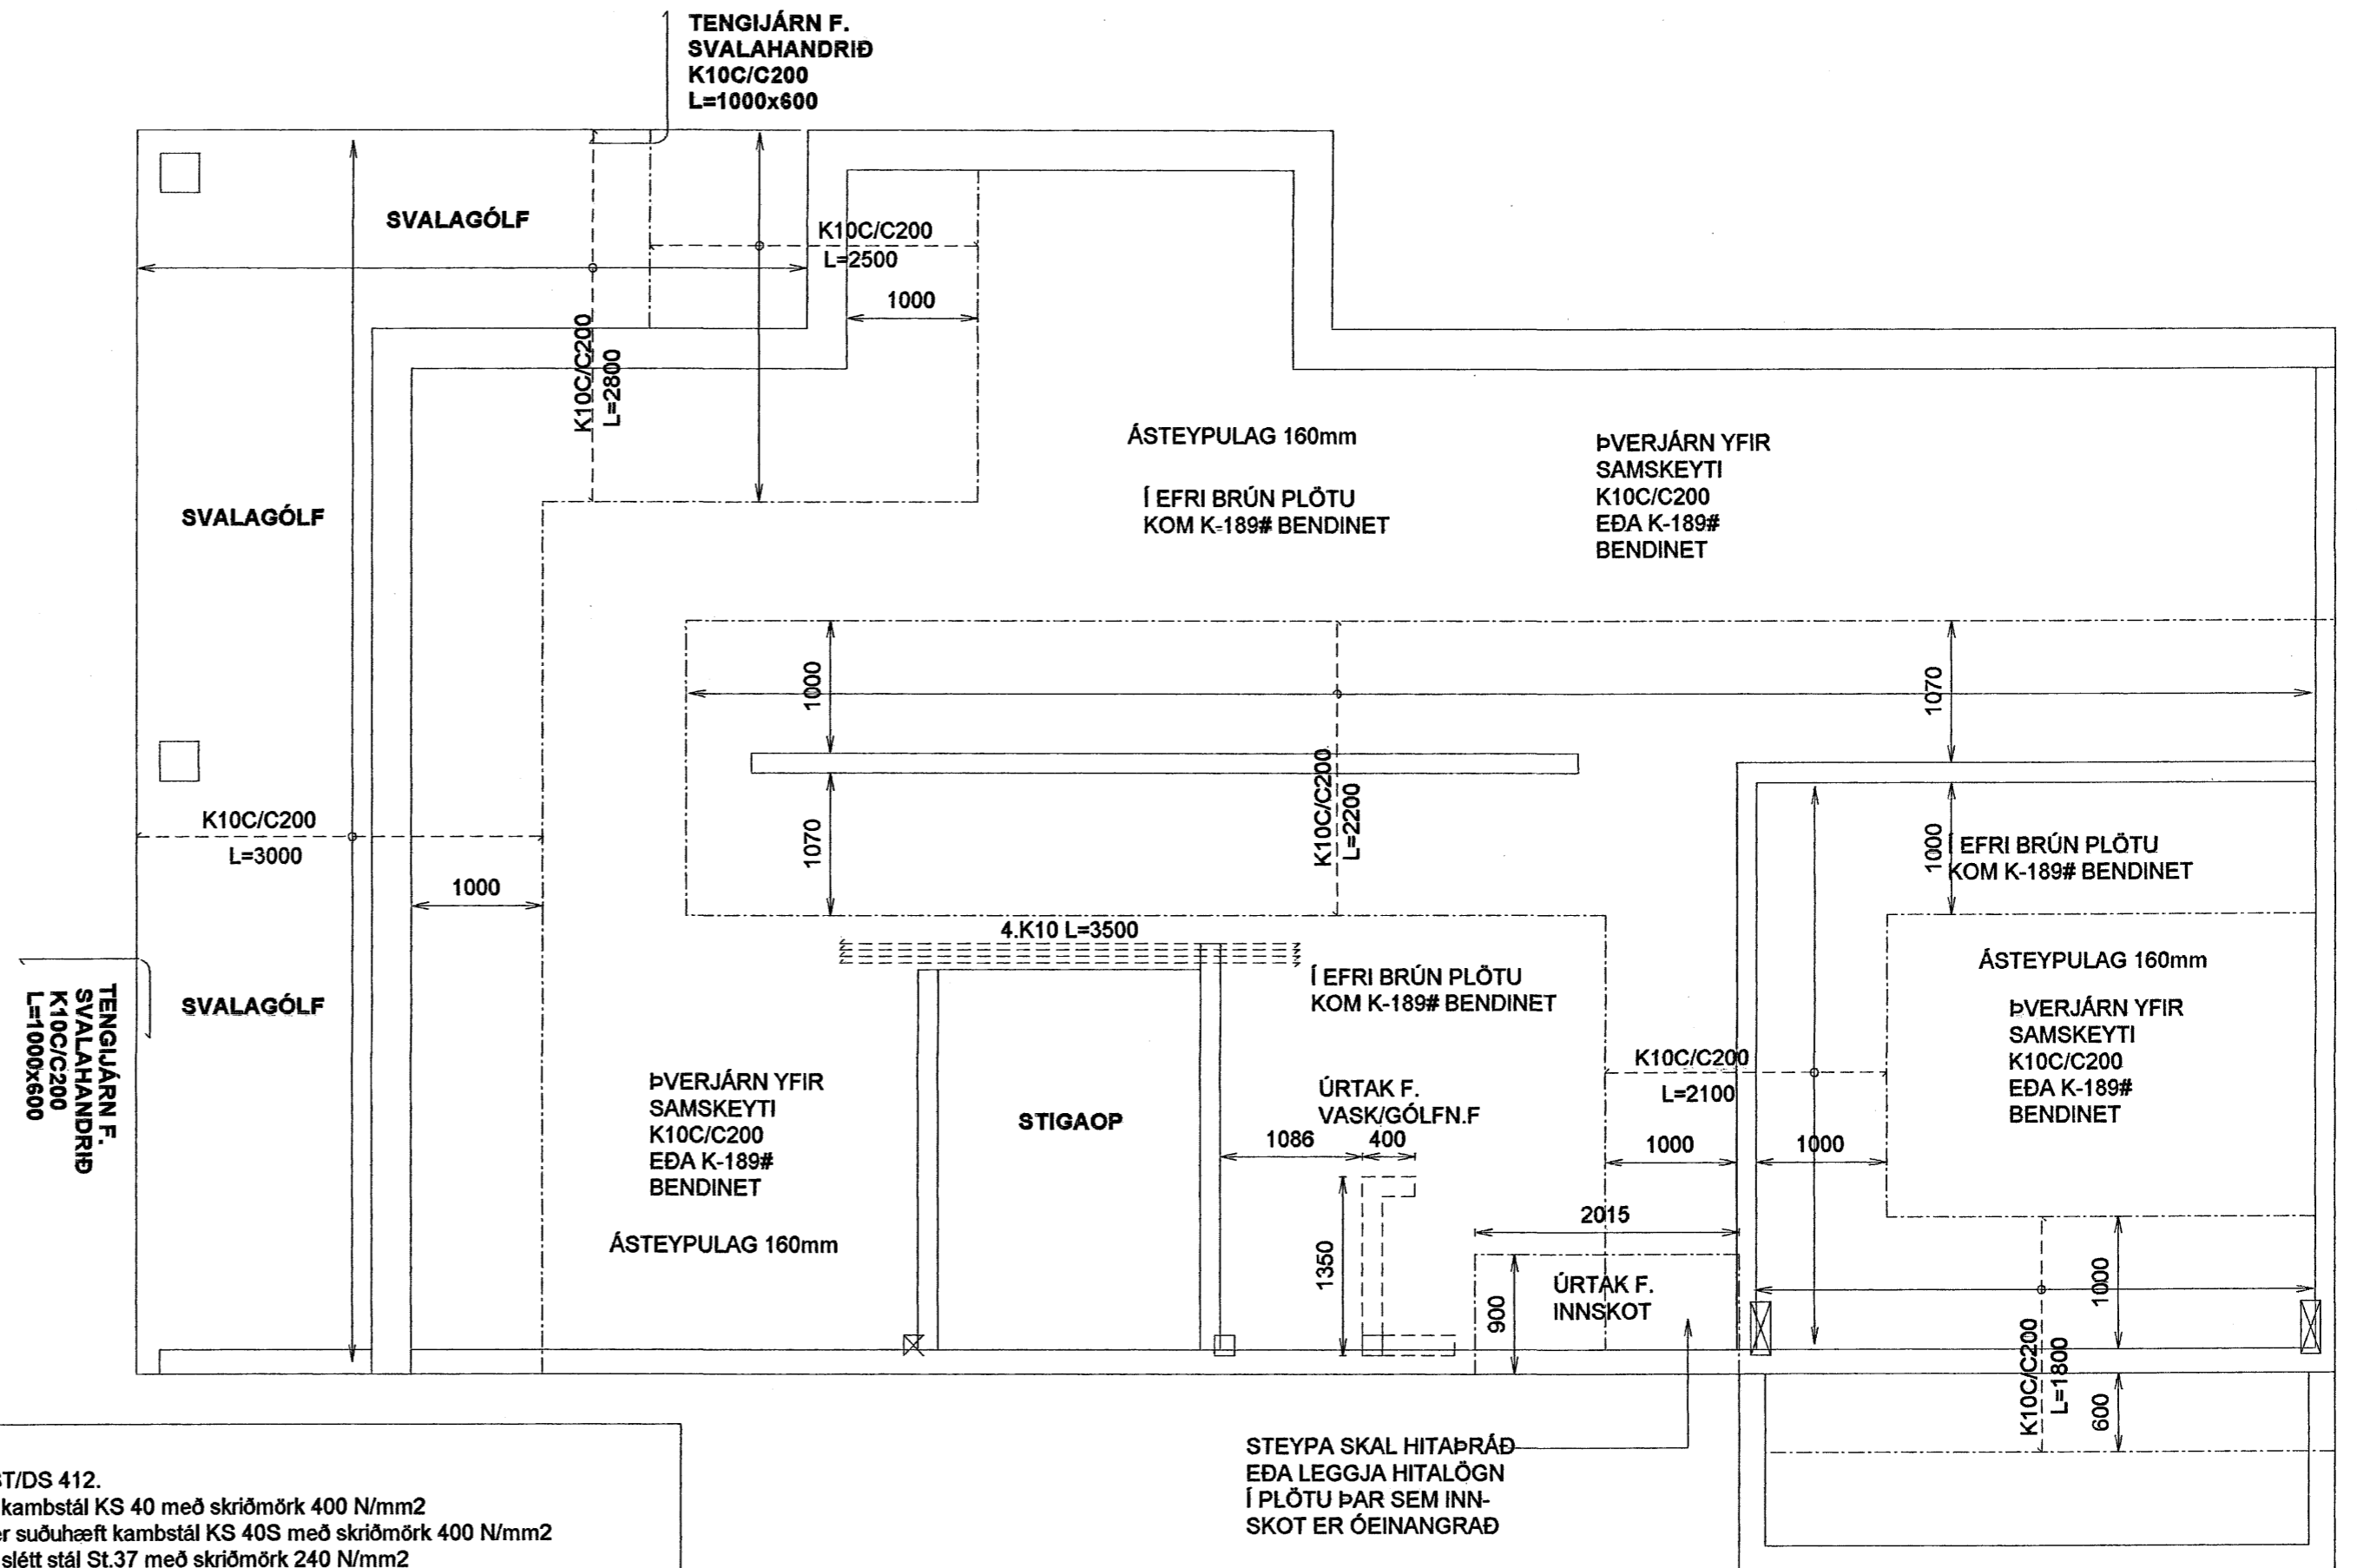 TENGIJÁRN F.
SVALAHANDRIÐ
K10C/C200
L=1000x600
SVALAGÓLF
K10C/C200
L=2500
1000
K10C/C200
L=2800
ÁSTEYPULAG 160mm
Í EFRI BRÚN PLÖTU
KOM K-189# BENDINET
ÞVERJÁRN YFIR
SAMSKEYTI
K10C/C200
EÐA K-189#
BENDINET
SVALAGÓLF
1000
1070
K10C/C200
L=3000
1000
1070
K10C/C200
L=2200
1000
Í EFRI BRÚN PLÖTU
KOM K-189# BENDINET
4.K10 L=3500
Í EFRI BRÚN PLÖTU
KOM K-189# BENDINET
ÁSTEYPULAG 160mm
ÞVERJÁRN YFIR
SAMSKEYTI
K10C/C200
EÐA K-189#
BENDINET
SVALAGÓLF
TENGIJÁRN F.
SVALAHANDRIÐ
K10C/C200
L=1000x600
ÞVERJÁRN YFIR
SAMSKEYTI
K10C/C200
EÐA K-189#
BENDINET
ÁSTEYPULAG 160mm
STIGAOP
ÚRTAK F.
VASK/GÓLFN.F
1086
400
1350
K10C/C200
L=2100
1000
1000
2015
900
ÚRTAK F.
INNSKOT
1000
K10C/C200
L=1800
600
STEYPA SKAL HITAÞRÁÐ
EÐA LEGGJA HITALÖGN
Í PLÖTU ÞAR SEM INN-
SKOT ER ÓEINANGRAÐ
ST/DS 412.
kambstál KS 40 með skriðmörk 400 N/mm2
er suðuhæft kambstál KS 40S með skriðmörk 400 N/mm2
slétt stál St.37 með skriðmörk 240 N/mm2